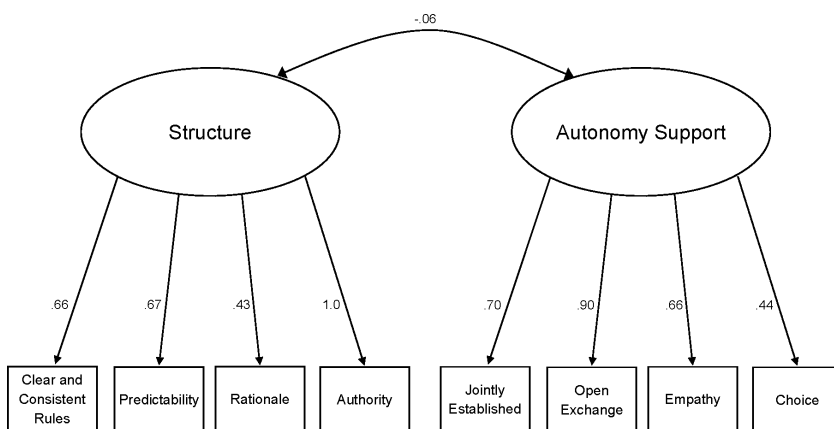 -.06
Structure
Autonomy Support
.66
.67
.43
1.0
.70
.90
.66
.44
Clear and
Consistent
Rules
Predictability
Rationale
Authority
Jointly
Established
Open
Exchange
Empathy
Choice